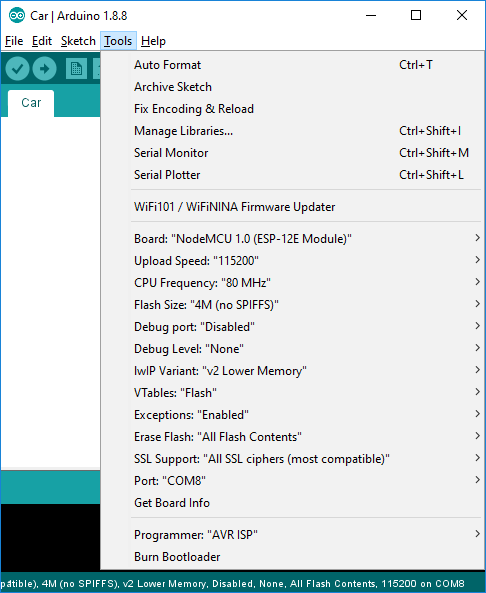 Car | Arduino 1.8.8
File Edit Sketch Tools Help
Car
Auto Format Ctrl+T
Archive Sketch
Fix Encoding & Reload
Manage Libraries... Ctrl+Shift+I
Serial Monitor Ctrl+Shift+M
Serial Plotter Ctrl+Shift+L
WiFi101 / WiFiNINA Firmware Updater
Board: "NodeMCU 1.0 (ESP-12E Module)"
Upload Speed: "115200"
CPU Frequency: "80 MHz"
Flash Size: "4M (no SPIFFS)"
Debug port: "Disabled"
Debug Level: "None"
lwIP Variant: "v2 Lower Memory"
VTables: "Flash"
Exceptions: "Enabled"
Erase Flash: "All Flash Contents"
SSL Support: "All SSL ciphers (most compatible)"
Port: "COM8"
Get Board Info
Programmer: "AVR ISP"
Burn Bootloader
patible), 4M (no SPIFFS), v2 Lower Memory, Disabled, None, All Flash Contents, 115200 on COM8